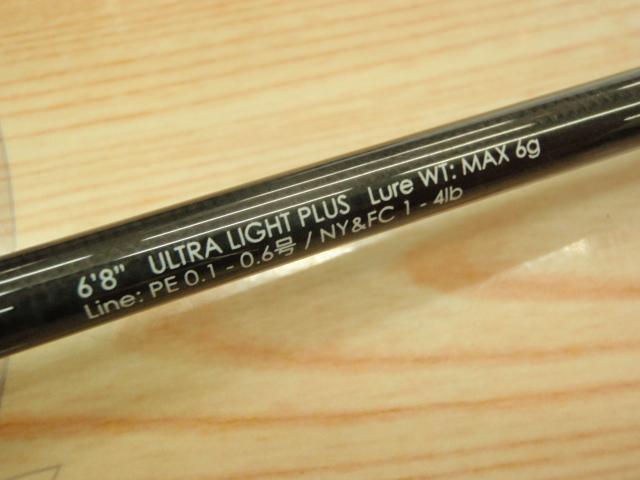 6'8" ULTRA LIGHT PLUS Lure WT: MAX 6g
Line: PE 0.1 - 0.6号 / NY&FC 1 - 4lb